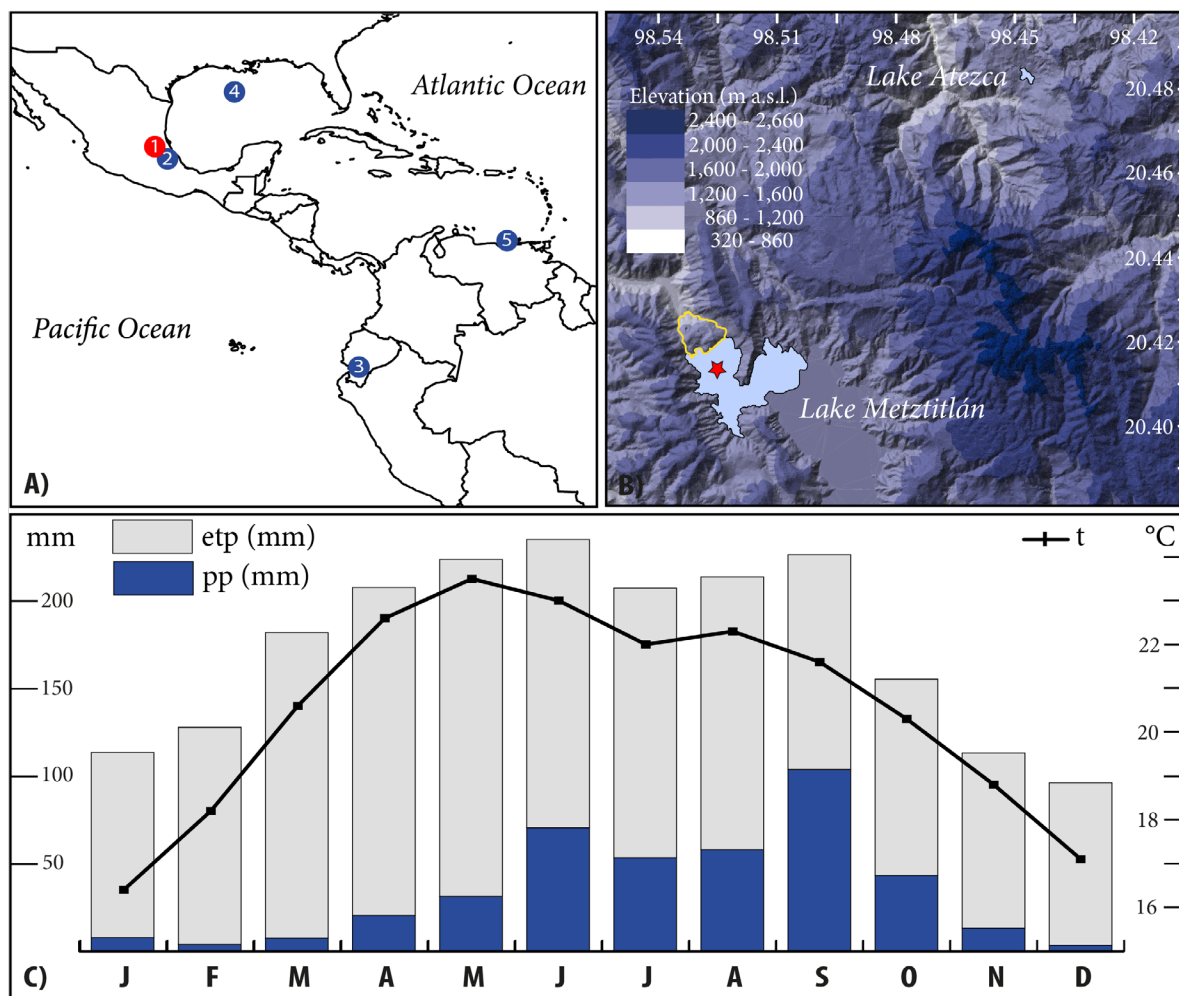 Atlantic Ocean
4
1
2
5
Pacific Ocean
3
A)
98.54 98.51 98.48 98.45 98.42
Lake Atezca
20.48
Elevation (m a.s.l.)
2,400 - 2,660
2,000 - 2,400
1,600 - 2,000
20.46
1,200 - 1,600
860 - 1,200
320 - 860
20.44
20.42
Lake Metztitlán
20.40
B)
mm
etp (mm)
pp (mm)
t
°C
200
150
100
50
22
20
18
16
C)
J F M A M J J A S O N D